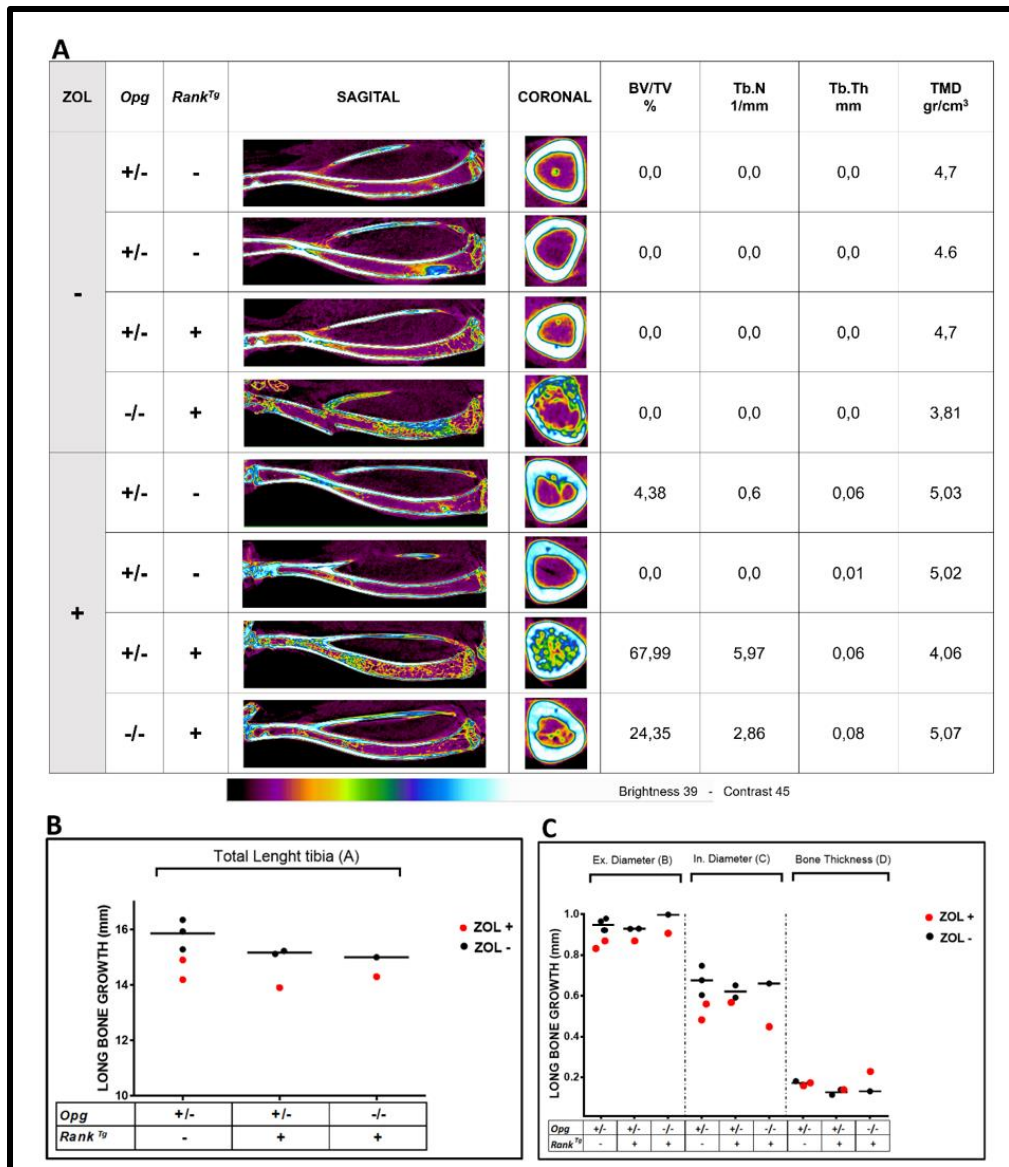 A
ZOL Opg Rank^Tg SAGITAL CORONAL BV/TV % Tb.N 1/mm Tb.Th mm TMD gr/cm³
-
+/- - 0,0 0,0 0,0 4,7
+/- - 0,0 0,0 0,0 4.6
+/- + 0,0 0,0 0,0 4,7
-/- + 0,0 0,0 0,0 3,81
+
+/- - 4,38 0,6 0,06 5,03
+/- - 0,0 0,0 0,01 5,02
+/- + 67,99 5,97 0,06 4,06
-/- + 24,35 2,86 0,08 5,07
Brightness 39 - Contrast 45
B
Total Lenght tibia (A)
LONG BONE GROWTH (mm)
16
14
12
10
ZOL +
ZOL -
Opg +/- +/- -/-
Rank Tg - + +
C
Ex. Diameter (B) In. Diameter (C) Bone Thickness (D)
LONG BONE GROWTH (mm)
1.0
0.8
0.6
0.4
0.2
ZOL +
ZOL -
Opg +/- +/- -/- +/- +/- -/- +/- +/- -/-
Rank Tg - + + - + + - + +